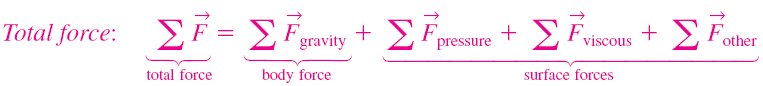 Total force: ∑F⃗ = ∑F⃗gravity + ∑F⃗pressure + ∑F⃗viscous + ∑F⃗other
total force body force surface forces